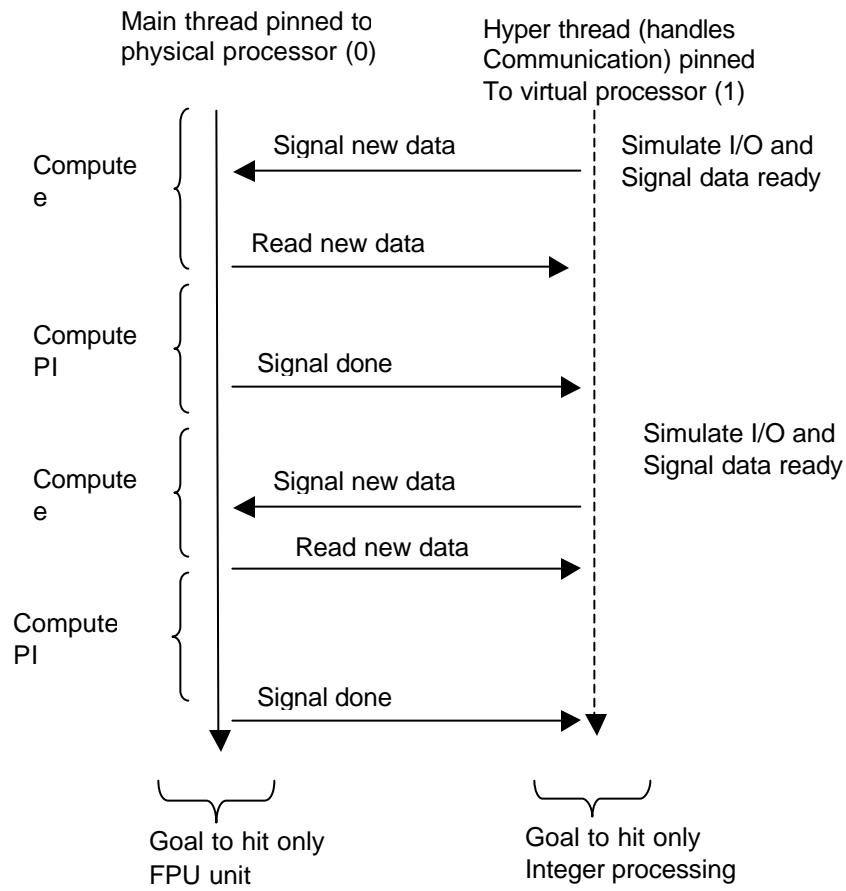 Main thread pinned to
physical processor (0)
Hyper thread (handles
Communication) pinned
To virtual processor (1)
Signal new data
Simulate I/O and
Signal data ready
Compute
e
Read new data
Compute
PI
Signal done
Simulate I/O and
Signal data ready
Compute
e
Signal new data
Read new data
Compute
PI
Signal done
Goal to hit only
FPU unit
Goal to hit only
Integer processing